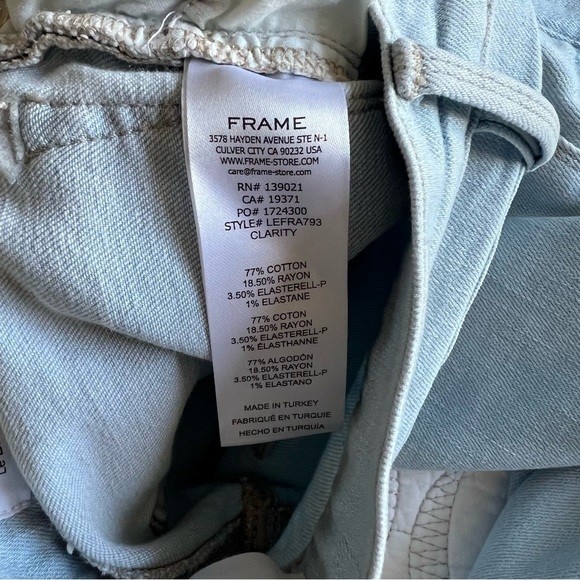 FRAME
3578 HAYDEN AVENUE STE N-1
CULVER CITY CA 90232 USA
WWW.FRAME-STORE.COM
care@frame-store.com
RN# 139021
CA# 19371
PO# 1724300
STYLE# LEFRA793
CLARITY
77% COTTON
18.50% RAYON
3.50% ELASTERELL-P
1% ELASTANE
77% COTON
18.50% RAYON
3.50% ELASTERELL-P
1% ÉLASTHANNE
77% ALGODÓN
18.50% RAYON
3.50% ELASTERELL-P
1% ELASTANO
MADE IN TURKEY
FABRIQUÉ EN TURQUIE
HECHO EN TURQUÍA